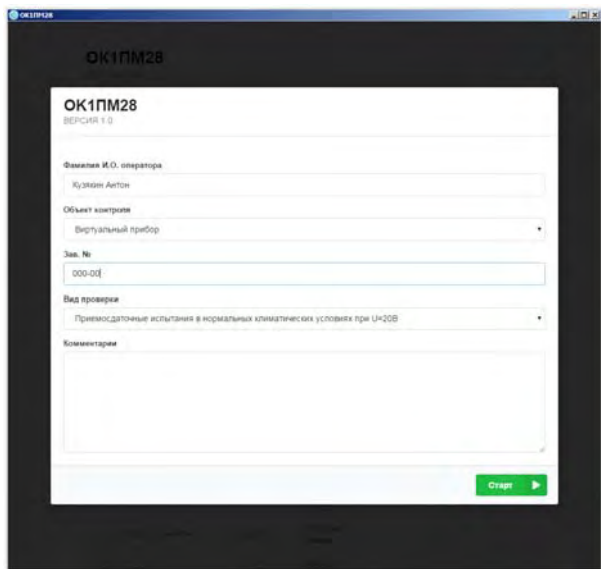 ОК1ПМ28
ОК1ПМ28
ОК1ПМ28
ВЕРСИЯ 1.0
Фамилия И.О. оператора
Кузякин Антон
Объект контроля
Виртуальный прибор
Зав. №
000-00
Вид проверки
Приемосдаточные испытания в нормальных климатических условиях при U=20В
Комментарии
Старт